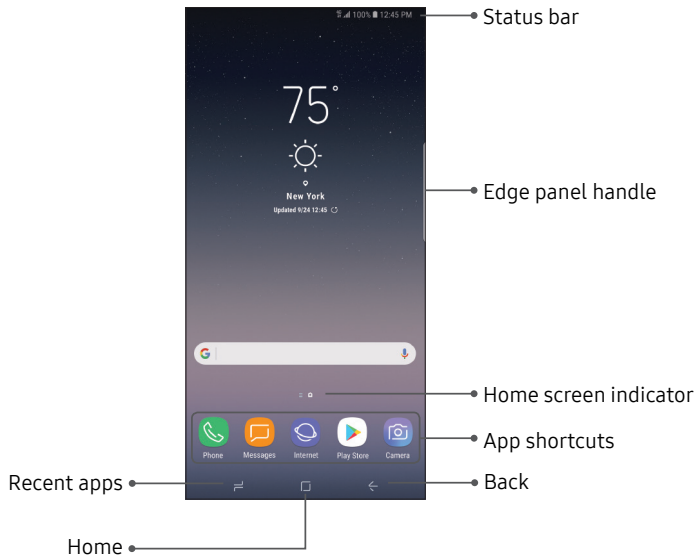 100% 12:45 PM
Status bar
75°
New York
Updated 9/24 12:45
Edge panel handle
G
Home screen indicator
Phone
Messages
Internet
Play Store
Camera
App shortcuts
Recent apps
Back
Home